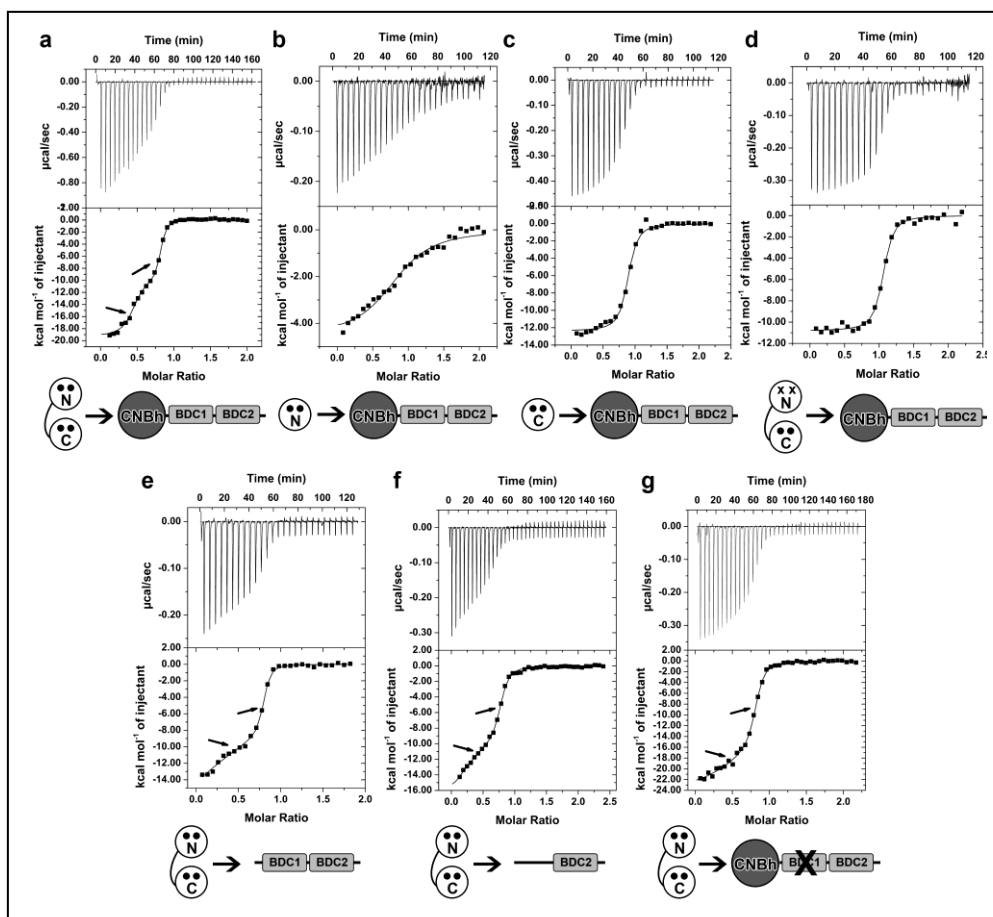 a
Time (min)
0 20 40 60 80 100 120 140 160
µcal/sec
0.00
-0.20
-0.40
-0.60
-0.80
kcal mol⁻¹ of injectant
0.00
-2.00
-4.00
-6.00
-8.00
-10.00
-12.00
-14.00
-16.00
-18.00
-20.00
0.0 0.5 1.0 1.5 2.0
Molar Ratio
N
C
CNBh BDC1 BDC2
b
Time (min)
0 20 40 60 80 100 120
µcal/sec
0.00
-0.10
-0.20
kcal mol⁻¹ of injectant
0.00
-2.00
-4.00
0.0 0.5 1.0 1.5 2.0
Molar Ratio
N
CNBh BDC1 BDC2
c
Time (min)
0 20 40 60 80 100 120
µcal/sec
0.00
-0.10
-0.20
-0.30
-0.40
kcal mol⁻¹ of injectant
0.00
-2.00
-4.00
-6.00
-8.00
-10.00
-12.00
-14.00
0.0 0.5 1.0 1.5 2.0
Molar Ratio
C
CNBh BDC1 BDC2
d
Time (min)
0 20 40 60 80 100 120
µcal/sec
0.00
-0.10
-0.20
-0.30
kcal mol⁻¹ of injectant
0.00
-2.00
-4.00
-6.00
-8.00
-10.00
-12.00
0.0 0.5 1.0 1.5 2.0 2.5
Molar Ratio
x x
N
C
CNBh BDC1 BDC2
e
Time (min)
0 20 40 60 80 100 120
µcal/sec
0.00
-0.10
-0.20
kcal mol⁻¹ of injectant
2.00
0.00
-2.00
-4.00
-6.00
-8.00
-10.00
-12.00
-14.00
0.0 0.5 1.0 1.5 2.0
Molar Ratio
N
C
BDC1 BDC2
f
Time (min)
0 20 40 60 80 100 120 140 160
µcal/sec
0.00
-0.10
-0.20
-0.30
kcal mol⁻¹ of injectant
2.00
0.00
-2.00
-4.00
-6.00
-8.00
-10.00
-12.00
-14.00
-16.00
0.0 0.5 1.0 1.5 2.0 2.5
Molar Ratio
N
C
BDC2
g
Time (min)
0 20 40 60 80 100 120 140 160 180
µcal/sec
0.00
-0.10
-0.20
-0.30
kcal mol⁻¹ of injectant
2.00
0.00
-2.00
-4.00
-6.00
-8.00
-10.00
-12.00
-14.00
-16.00
-18.00
-20.00
-22.00
-24.00
0.0 0.5 1.0 1.5 2.0
Molar Ratio
N
C
CNBh BDC1 BDC2
X